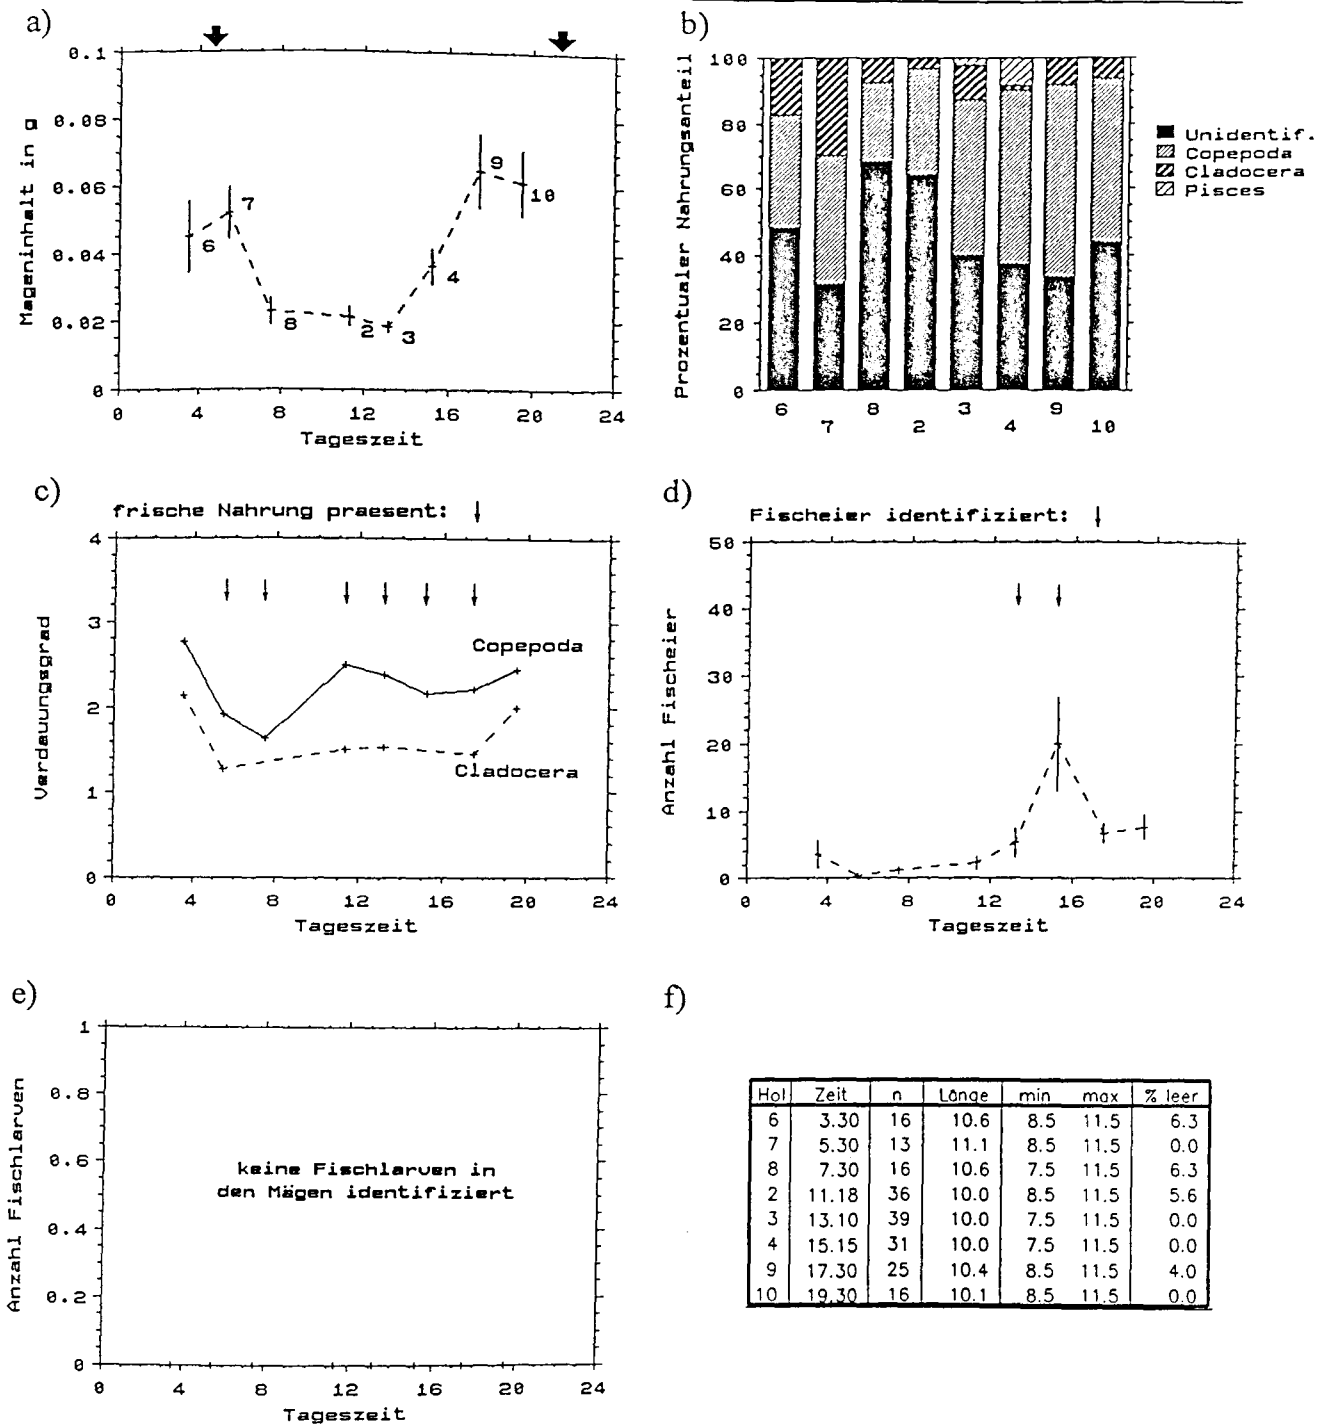 a)
0.1
0.08
0.06
0.04
0.02
0
Mageninhalt in g
6
7
8
2
3
4
9
10
0 4 8 12 16 20 24
Tageszeit
b)
100
80
60
40
20
0
Prozentualer Nahrungsanteil
6 7 8 2 3 4 9 10
Unidentif.
Copepoda
Cladocera
Pisces
c)
frische Nahrung praesent:
4
3
2
1
0
Verdauungsgrad
Copepoda
Cladocera
0 4 8 12 16 20 24
Tageszeit
d)
Fischeier identifiziert:
50
40
30
20
10
0
Anzahl Fischeier
0 4 8 12 16 20 24
Tageszeit
e)
1
0.8
0.6
0.4
0.2
0
Anzahl Fischlarven
keine Fischlarven in
den Mägen identifiziert
0 4 8 12 16 20 24
Tageszeit
f)
Hol Zeit n Länge min max % leer
6 3.30 16 10.6 8.5 11.5 6.3
7 5.30 13 11.1 8.5 11.5 0.0
8 7.30 16 10.6 7.5 11.5 6.3
2 11.18 36 10.0 8.5 11.5 5.6
3 13.10 39 10.0 7.5 11.5 0.0
4 15.15 31 10.0 7.5 11.5 0.0
9 17.30 25 10.4 8.5 11.5 4.0
10 19.30 16 10.1 8.5 11.5 0.0